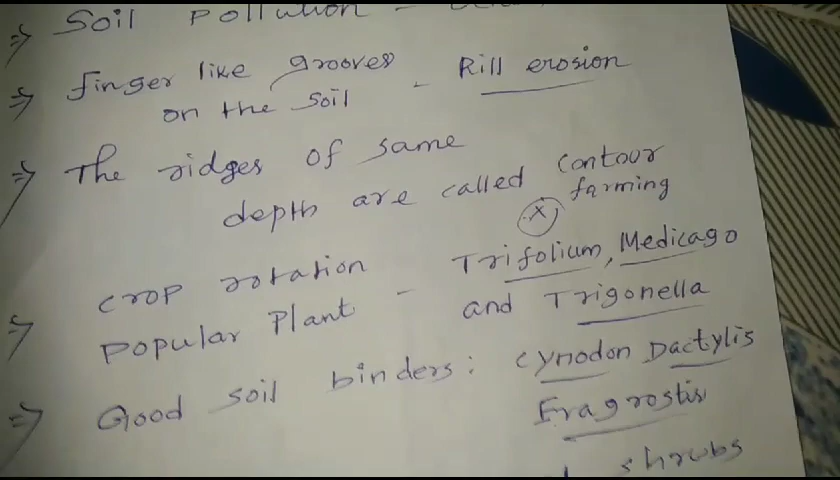 ⇒ Soil Pollution -
⇒ finger like grooves
on the soil - Rill erosion
⇒ The ridges of same
depth are called contour
farming
x
⇒ crop rotation
popular plant - Trifolium, Medicago
and Trigonella
⇒ Good soil binders: cynodon Dactylis
Eragrostis
shrubs